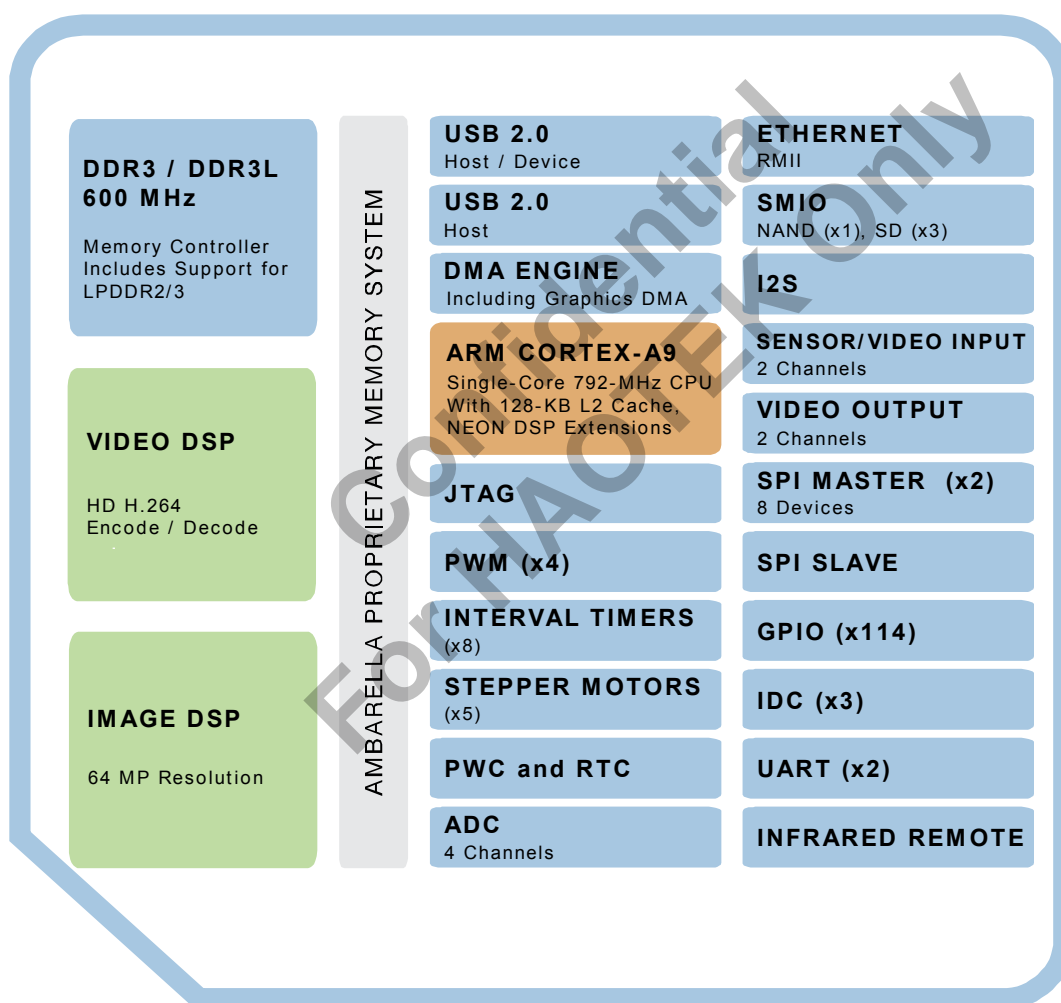 DDR3 / DDR3L
600 MHz
Memory Controller
Includes Support for
LPDDR2/3
VIDEO DSP
HD H.264
Encode / Decode
IMAGE DSP
64 MP Resolution
AMBARELLA PROPRIETARY MEMORY SYSTEM
USB 2.0
Host / Device
USB 2.0
Host
DMA ENGINE
Including Graphics DMA
ARM CORTEX-A9
Single-Core 792-MHz CPU
With 128-KB L2 Cache,
NEON DSP Extensions
JTAG
PWM (x4)
INTERVAL TIMERS
(x8)
STEPPER MOTORS
(x5)
PWC and RTC
ADC
4 Channels
ETHERNET
RMII
SMIO
NAND (x1), SD (x3)
I2S
SENSOR/VIDEO INPUT
2 Channels
VIDEO OUTPUT
2 Channels
SPI MASTER (x2)
8 Devices
SPI SLAVE
GPIO (x114)
IDC (x3)
UART (x2)
INFRARED REMOTE
Confidential
For HAOTEK Only